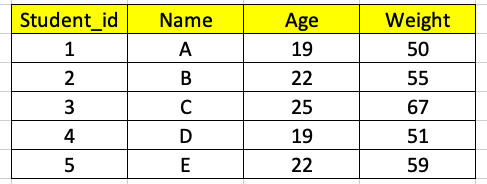 Student_id Name Age Weight
1 A 19 50
2 B 22 55
3 C 25 67
4 D 19 51
5 E 22 59